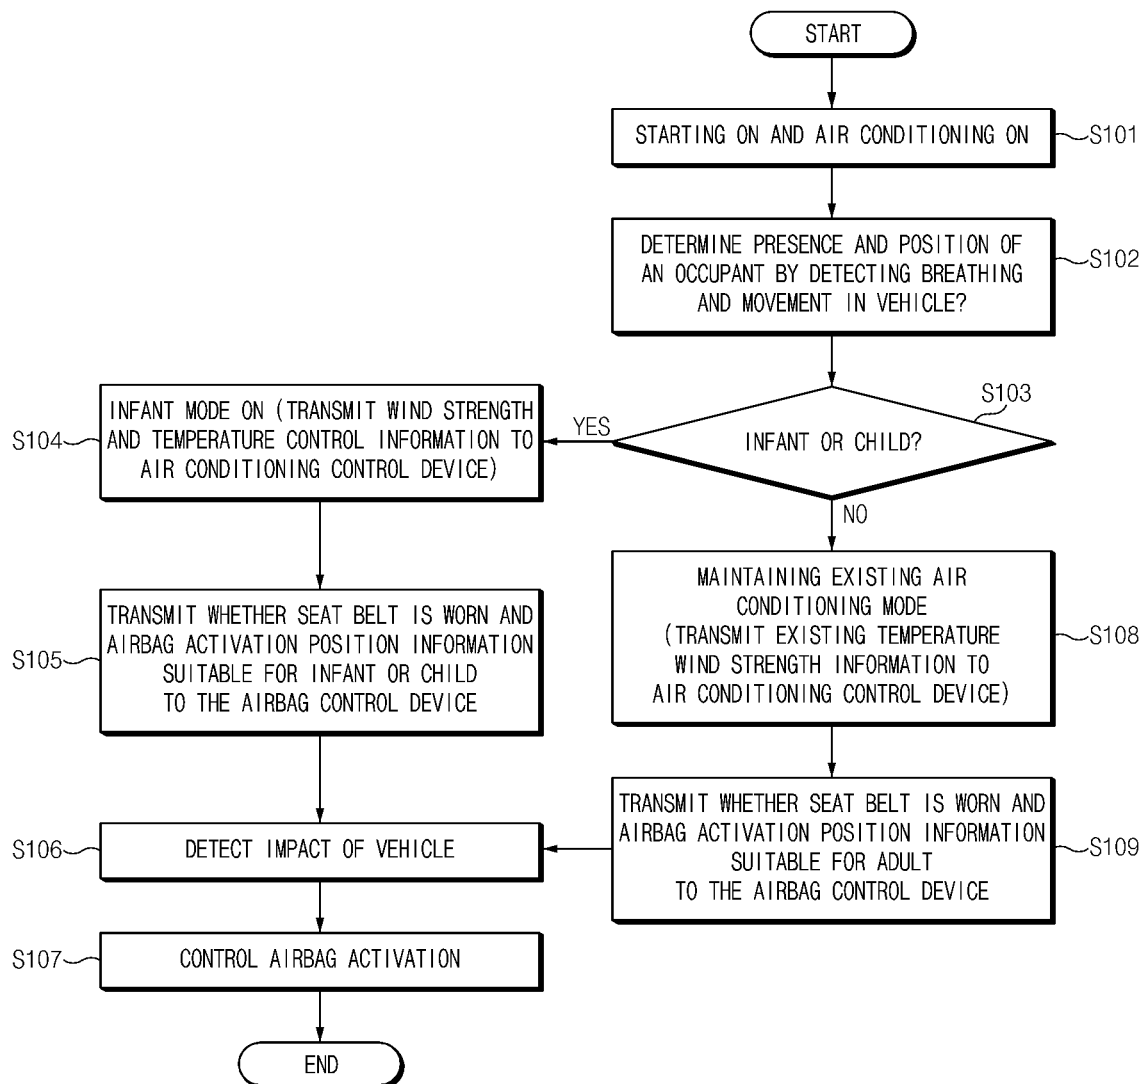 START
STARTING ON AND AIR CONDITIONING ON
S101
DETERMINE PRESENCE AND POSITION OF
AN OCCUPANT BY DETECTING BREATHING
AND MOVEMENT IN VEHICLE?
S102
S103
INFANT OR CHILD?
YES
NO
S104
INFANT MODE ON (TRANSMIT WIND STRENGTH
AND TEMPERATURE CONTROL INFORMATION TO
AIR CONDITIONING CONTROL DEVICE)
S105
TRANSMIT WHETHER SEAT BELT IS WORN AND
AIRBAG ACTIVATION POSITION INFORMATION
SUITABLE FOR INFANT OR CHILD
TO THE AIRBAG CONTROL DEVICE
MAINTAINING EXISTING AIR
CONDITIONING MODE
(TRANSMIT EXISTING TEMPERATURE
WIND STRENGTH INFORMATION TO
AIR CONDITIONING CONTROL DEVICE)
S108
TRANSMIT WHETHER SEAT BELT IS WORN AND
AIRBAG ACTIVATION POSITION INFORMATION
SUITABLE FOR ADULT
TO THE AIRBAG CONTROL DEVICE
S109
S106
DETECT IMPACT OF VEHICLE
S107
CONTROL AIRBAG ACTIVATION
END